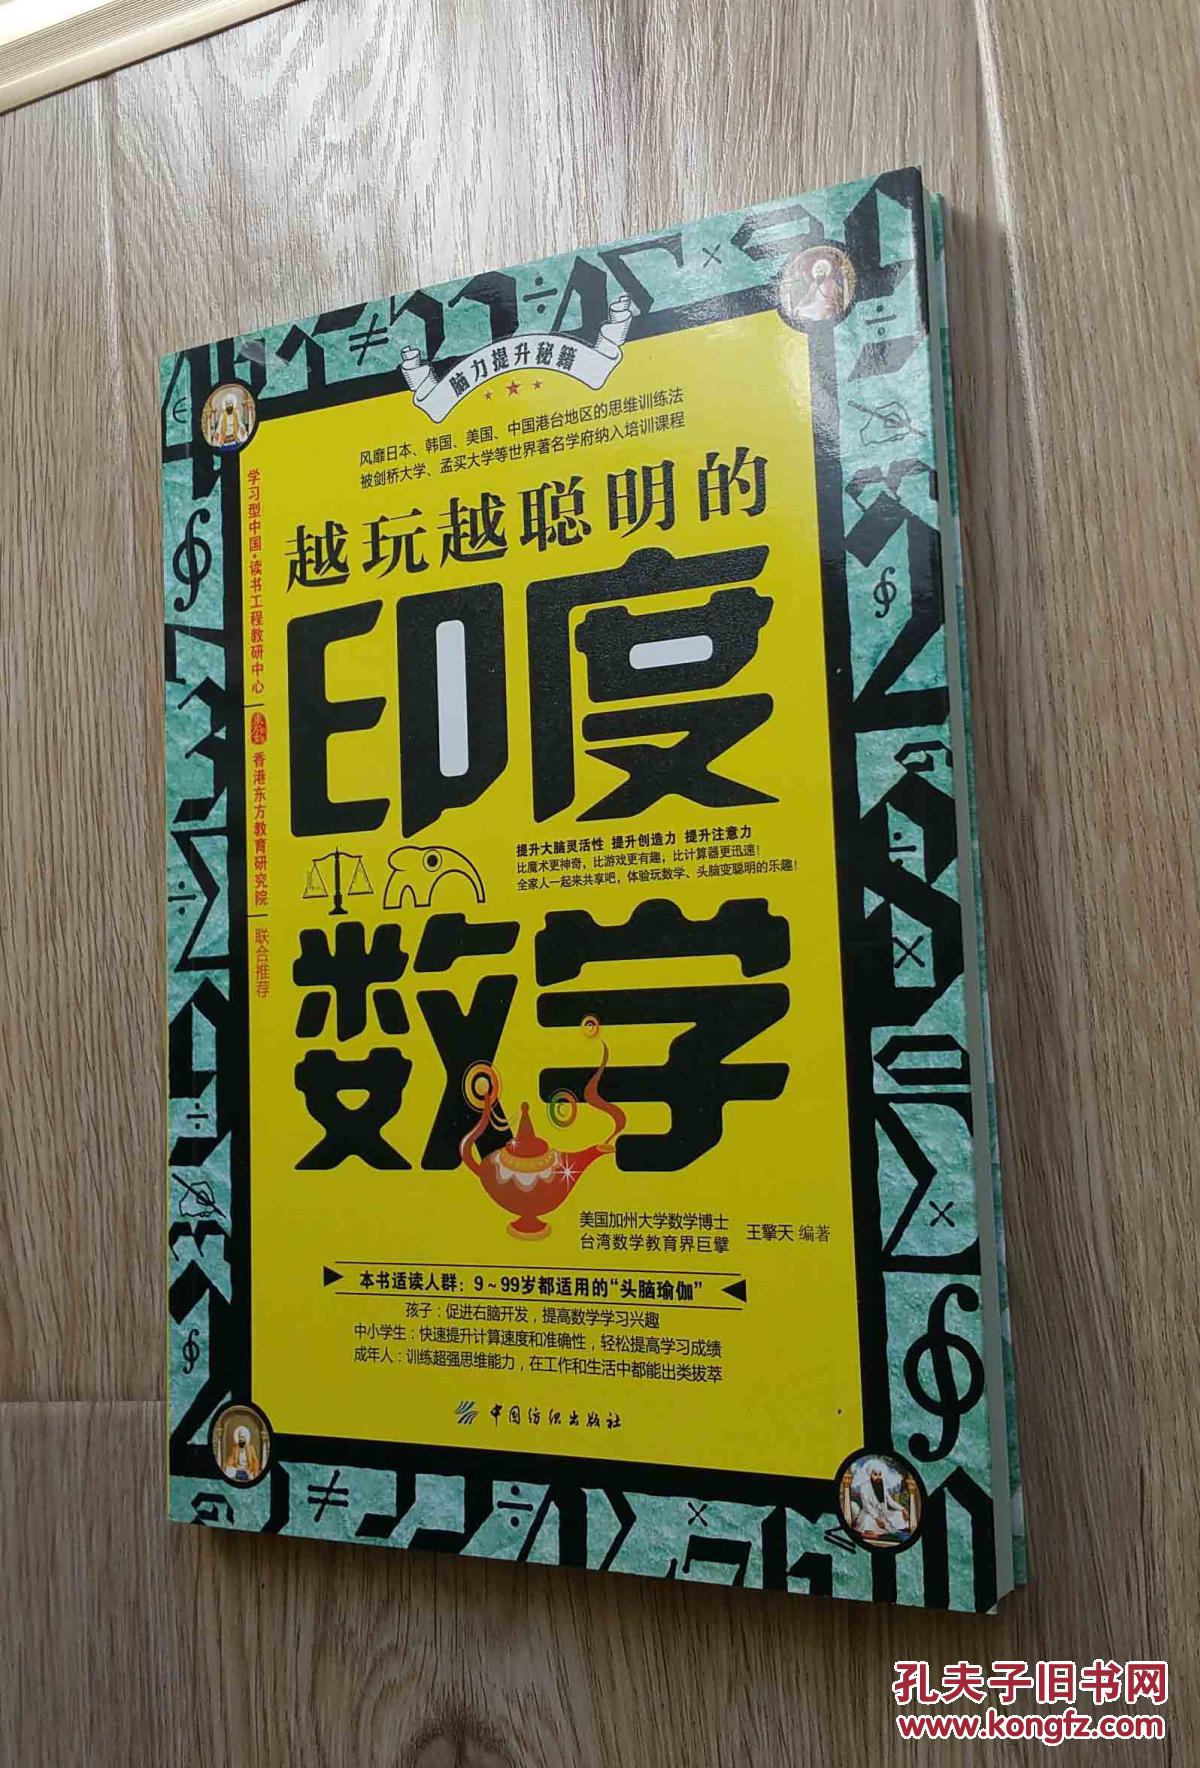 脑力提升秘籍
风靡日本、韩国、美国、中国港台地区的思维训练法
被剑桥大学、孟买大学等世界著名学府纳入培训课程
越玩越聪明的
印度
提升大脑灵活性 提升创造力 提升注意力
比魔术更神奇，比游戏更有趣，比计算器更迅速！
全家人一起来共享吧，体验玩数学、头脑变聪明的乐趣！
数学
学习型中国·读书工程教研中心
香港东方教育研究院
联合推荐
美国加州大学数学博士
台湾数学教育界巨擘
王擎天 编著
本书适读人群：9～99岁都适用的“头脑瑜伽”
孩子：促进右脑开发，提高数学学习兴趣
中小学生：快速提升计算速度和准确性，轻松提高学习成绩
成年人：训练超强思维能力，在工作和生活中都能出类拔萃
中国纺织出版社
孔夫子旧书网
www.kongfz.com